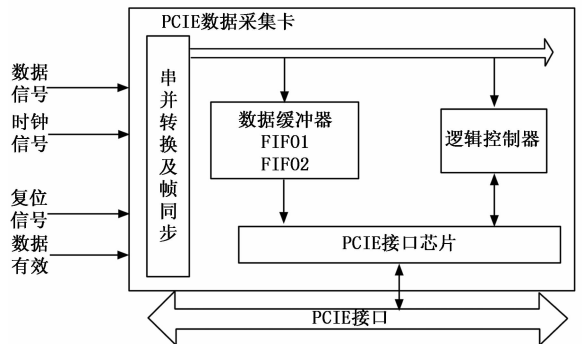 PCIE数据采集卡
数据
信号
时钟
信号
复位
信号
数据
有效
串
并
转
换
及
帧
同
步
数据缓冲器
FIFO1
FIFO2
逻辑控制器
PCIE接口芯片
PCIE接口